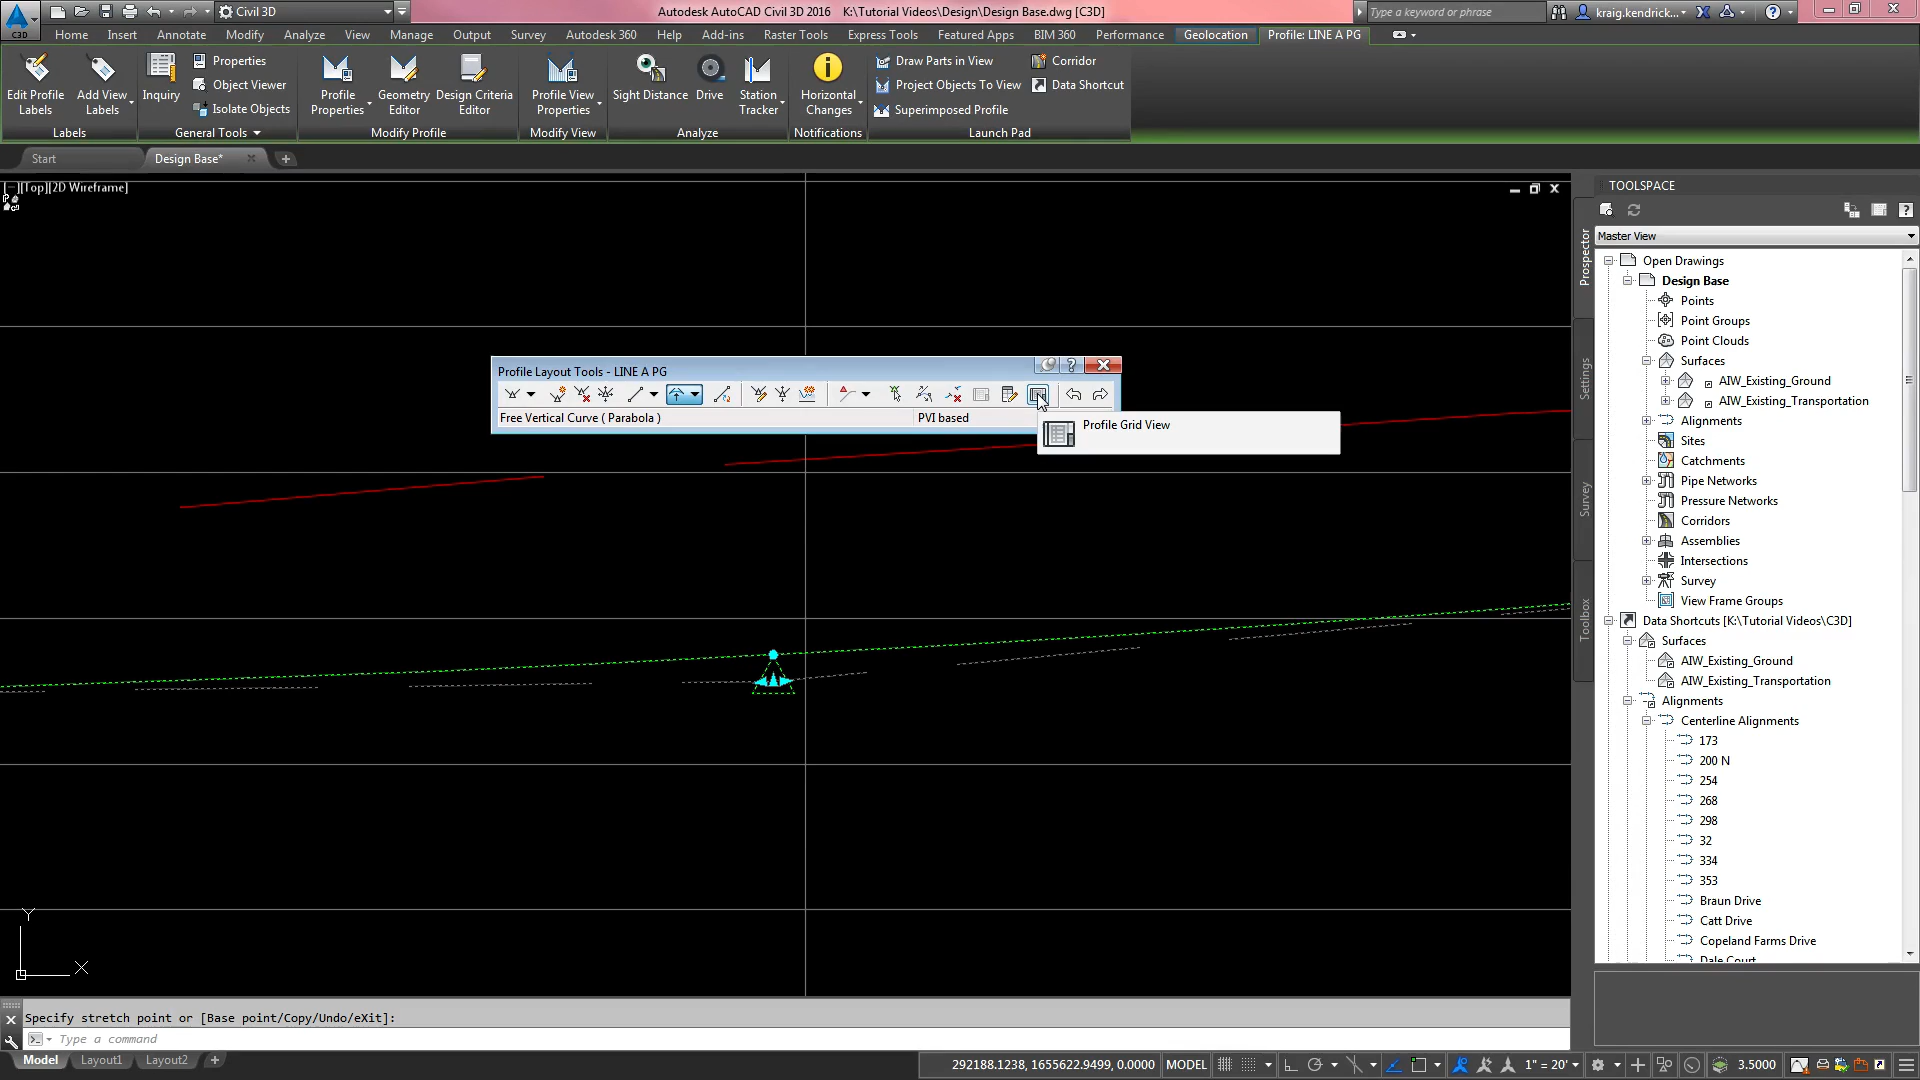 C3D
Civil 3D
Autodesk AutoCAD Civil 3D 2016 K:\Tutorial Videos\Design\Design Base.dwg [C3D]
Type a keyword or phrase
kraig.kendrick...
Home Insert Annotate Modify Analyze View Manage Output Survey Autodesk 360 Help Add-ins Raster Tools Express Tools Featured Apps BIM 360 Performance Geolocation Profile: LINE A PG
Edit Profile Labels
Add View Labels
Labels
Inquiry
Properties
Object Viewer
Isolate Objects
General Tools
Profile Properties
Geometry Editor
Design Criteria Editor
Modify Profile
Profile View Properties
Modify View
Sight Distance
Drive
Station Tracker
Analyze
Horizontal Changes
Notifications
Draw Parts in View
Project Objects To View
Superimposed Profile
Corridor
Data Shortcut
Launch Pad
Start
Design Base*
[−][Top][2D Wireframe]
Profile Layout Tools - LINE A PG
Free Vertical Curve ( Parabola )
PVI based
Profile Grid View
Y
X
TOOLSPACE
Master View
Prospector
Settings
Survey
Toolbox
Open Drawings
Design Base
Points
Point Groups
Point Clouds
Surfaces
AIW_Existing_Ground
AIW_Existing_Transportation
Alignments
Sites
Catchments
Pipe Networks
Pressure Networks
Corridors
Assemblies
Intersections
Survey
View Frame Groups
Data Shortcuts [K:\Tutorial Videos\C3D]
Surfaces
AIW_Existing_Ground
AIW_Existing_Transportation
Alignments
Centerline Alignments
173
200 N
254
268
298
32
334
353
Braun Drive
Catt Drive
Copeland Farms Drive
Dale Court
Specify stretch point or [Base point/Copy/Undo/eXit]:
Type a command
Model Layout1 Layout2
292188.1238, 1655622.9499, 0.0000 MODEL
1" = 20'
3.5000